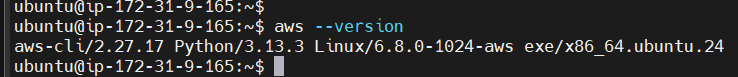 ubuntu@ip-172-31-9-165:~$
ubuntu@ip-172-31-9-165:~$ aws --version
aws-cli/2.27.17 Python/3.13.3 Linux/6.8.0-1024-aws exe/x86_64.ubuntu.24
ubuntu@ip-172-31-9-165:~$